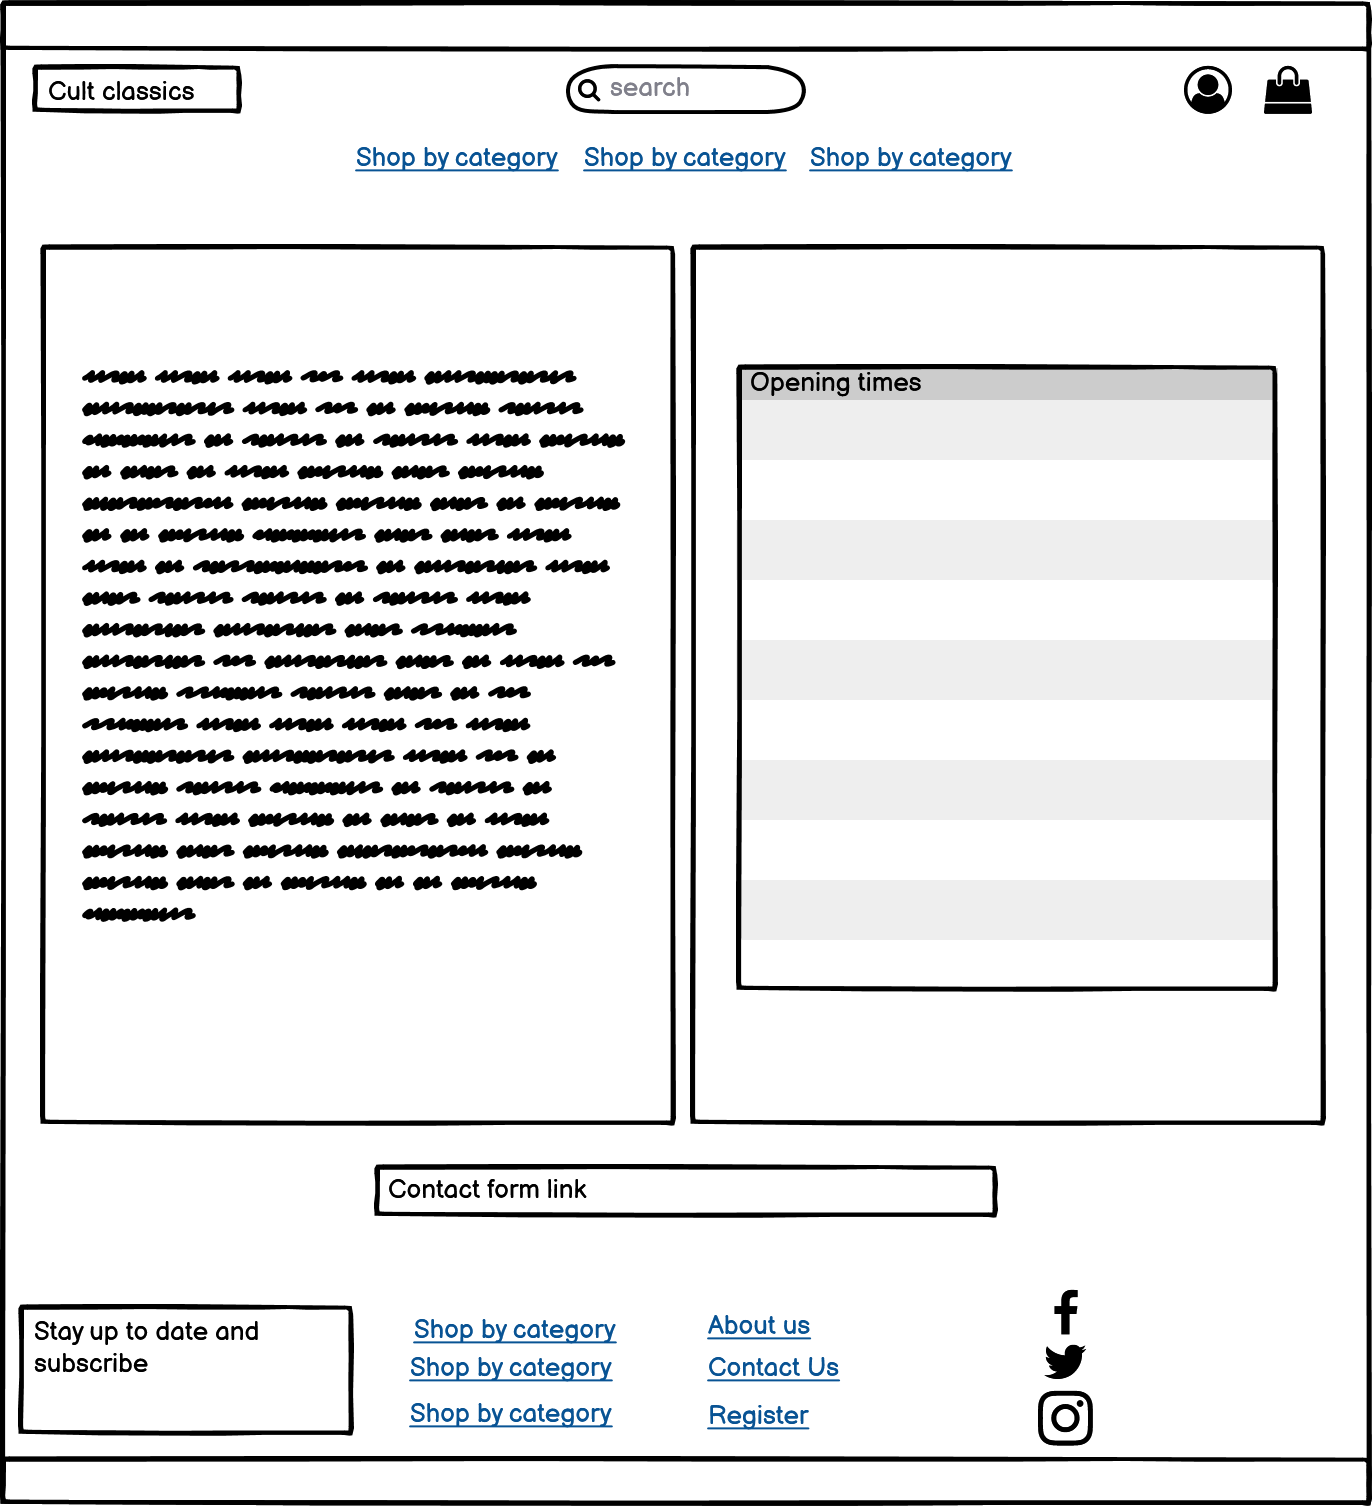 Cult classics
search
Shop by category Shop by category Shop by category
Opening times
Contact form link
Stay up to date and
subscribe
Shop by category
Shop by category
Shop by category
About us
Contact Us
Register